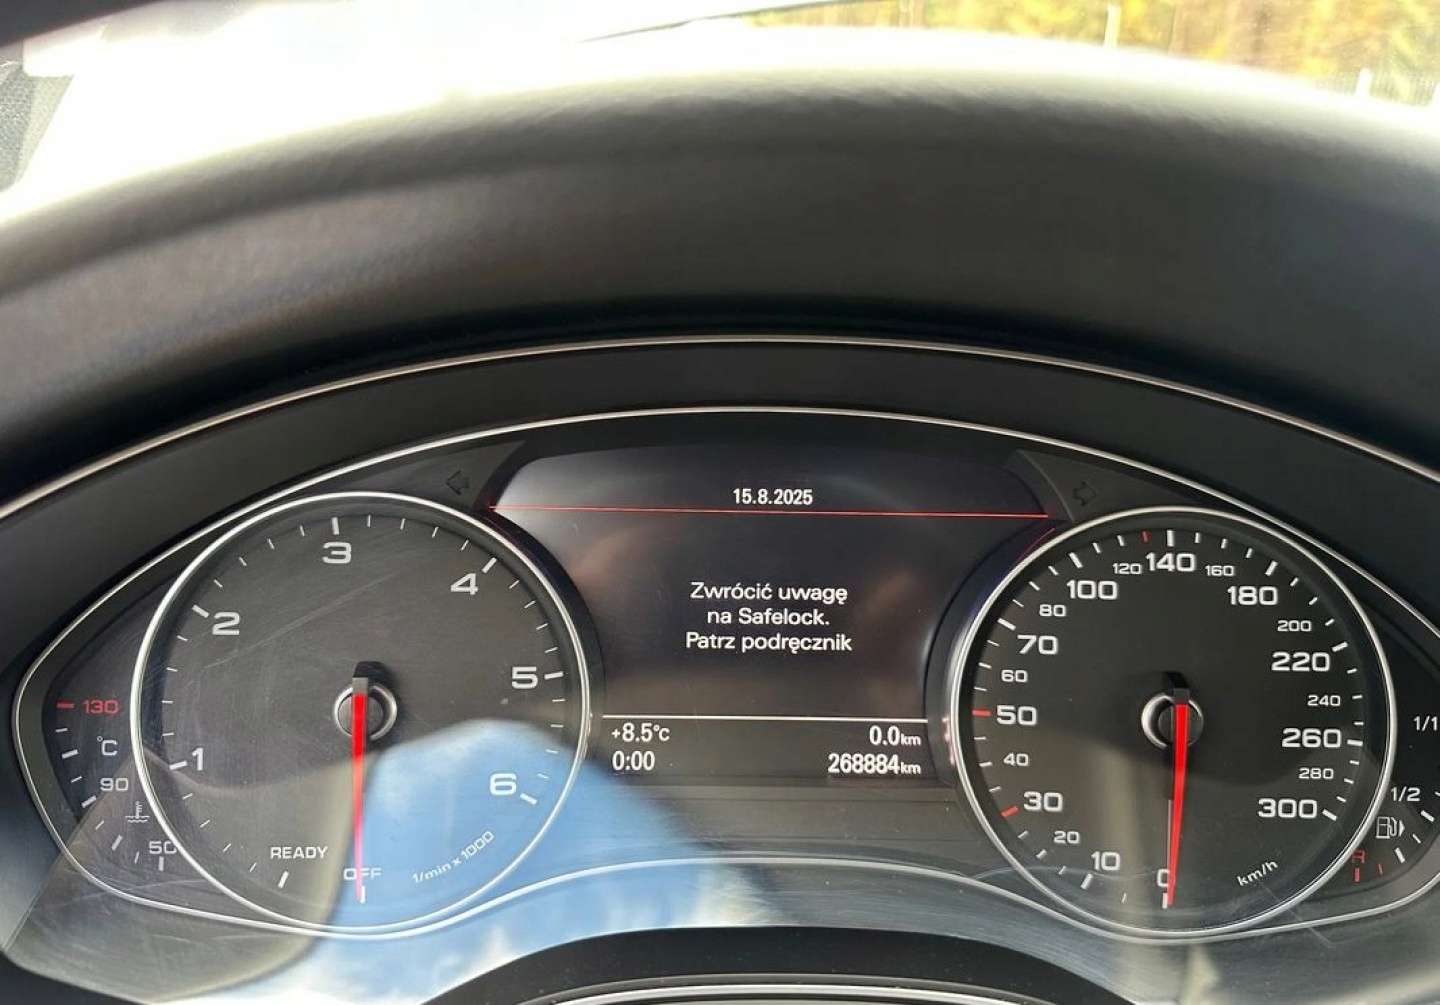 15.8.2025
Zwrócić uwagę
na Safelock.
Patrz podręcznik
+8.5°C 0.0km
0:00 268884km
1 2 3 4 5 6
READY
OFF
1/min x 1000
130
°C
90
50
0 10 20 30 40 50 60 70 80 100 120 140 160 180 200 220 240 260 280 300
km/h
1/1
1/2
R